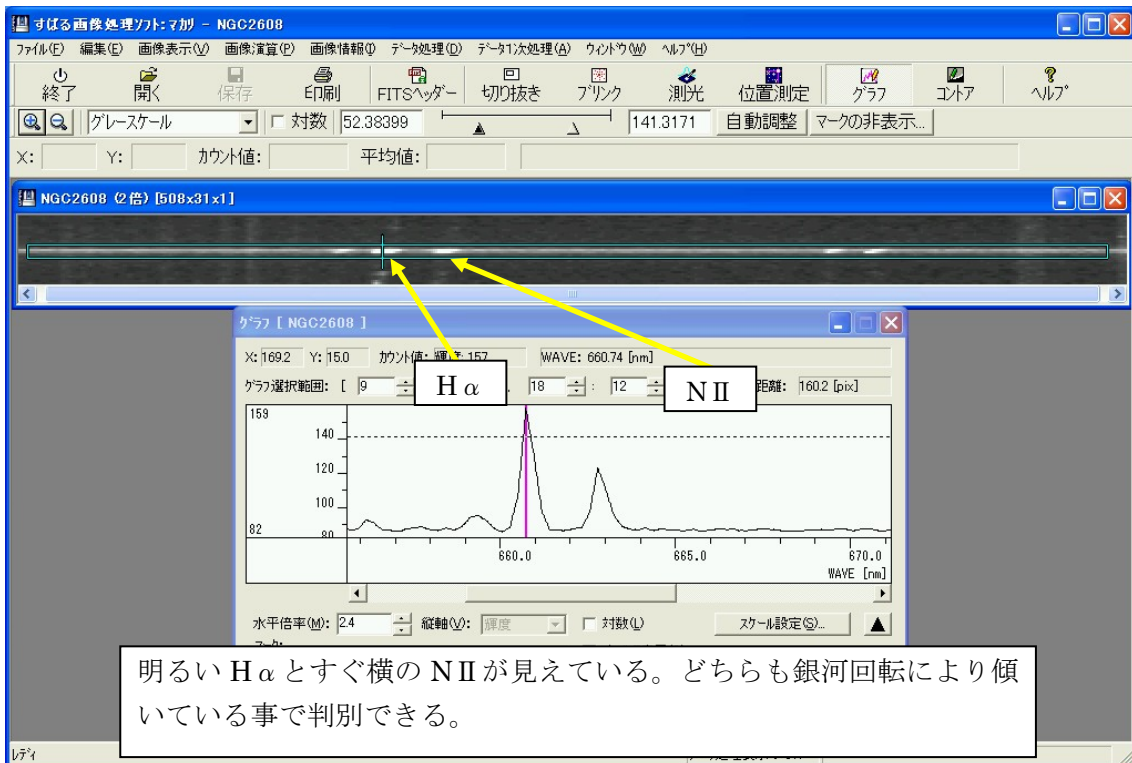 すばる画像処理ソフト:マカリ - NGC2608
ファイル(F) 編集(E) 画像表示(V) 画像演算(P) 画像情報(I) データ処理(D) データ1次処理(A) ウィンドウ(W) ヘルプ(H)
終了 開く 保存 印刷 FITSヘッダー 切り抜き ブリンク 測光 位置測定 グラフ コントア ヘルプ
グレースケール 対数 52.38399 141.3171 自動調整 マークの非表示...
X: Y: カウント値: 平均値:
NGC2608 (2倍) [508x31x1]
グラフ [ NGC2608 ]
X: 169.2 Y: 15.0 カウント値: 輝度: 157 WAVE: 660.74 [nm]
グラフ選択範囲: [ 9 18 : 12 距離: 160.2 [pix]
Hα
NⅡ
159
140
120
100
82 80
660.0 665.0 670.0
WAVE [nm]
水平倍率(M): 2.4 縦軸(V): 輝度 対数(L) スケール設定(S)...
マーク:
明るい Hα とすぐ横の NⅡ が見えている。どちらも銀河回転により傾
いている事で判別できる。
レディ